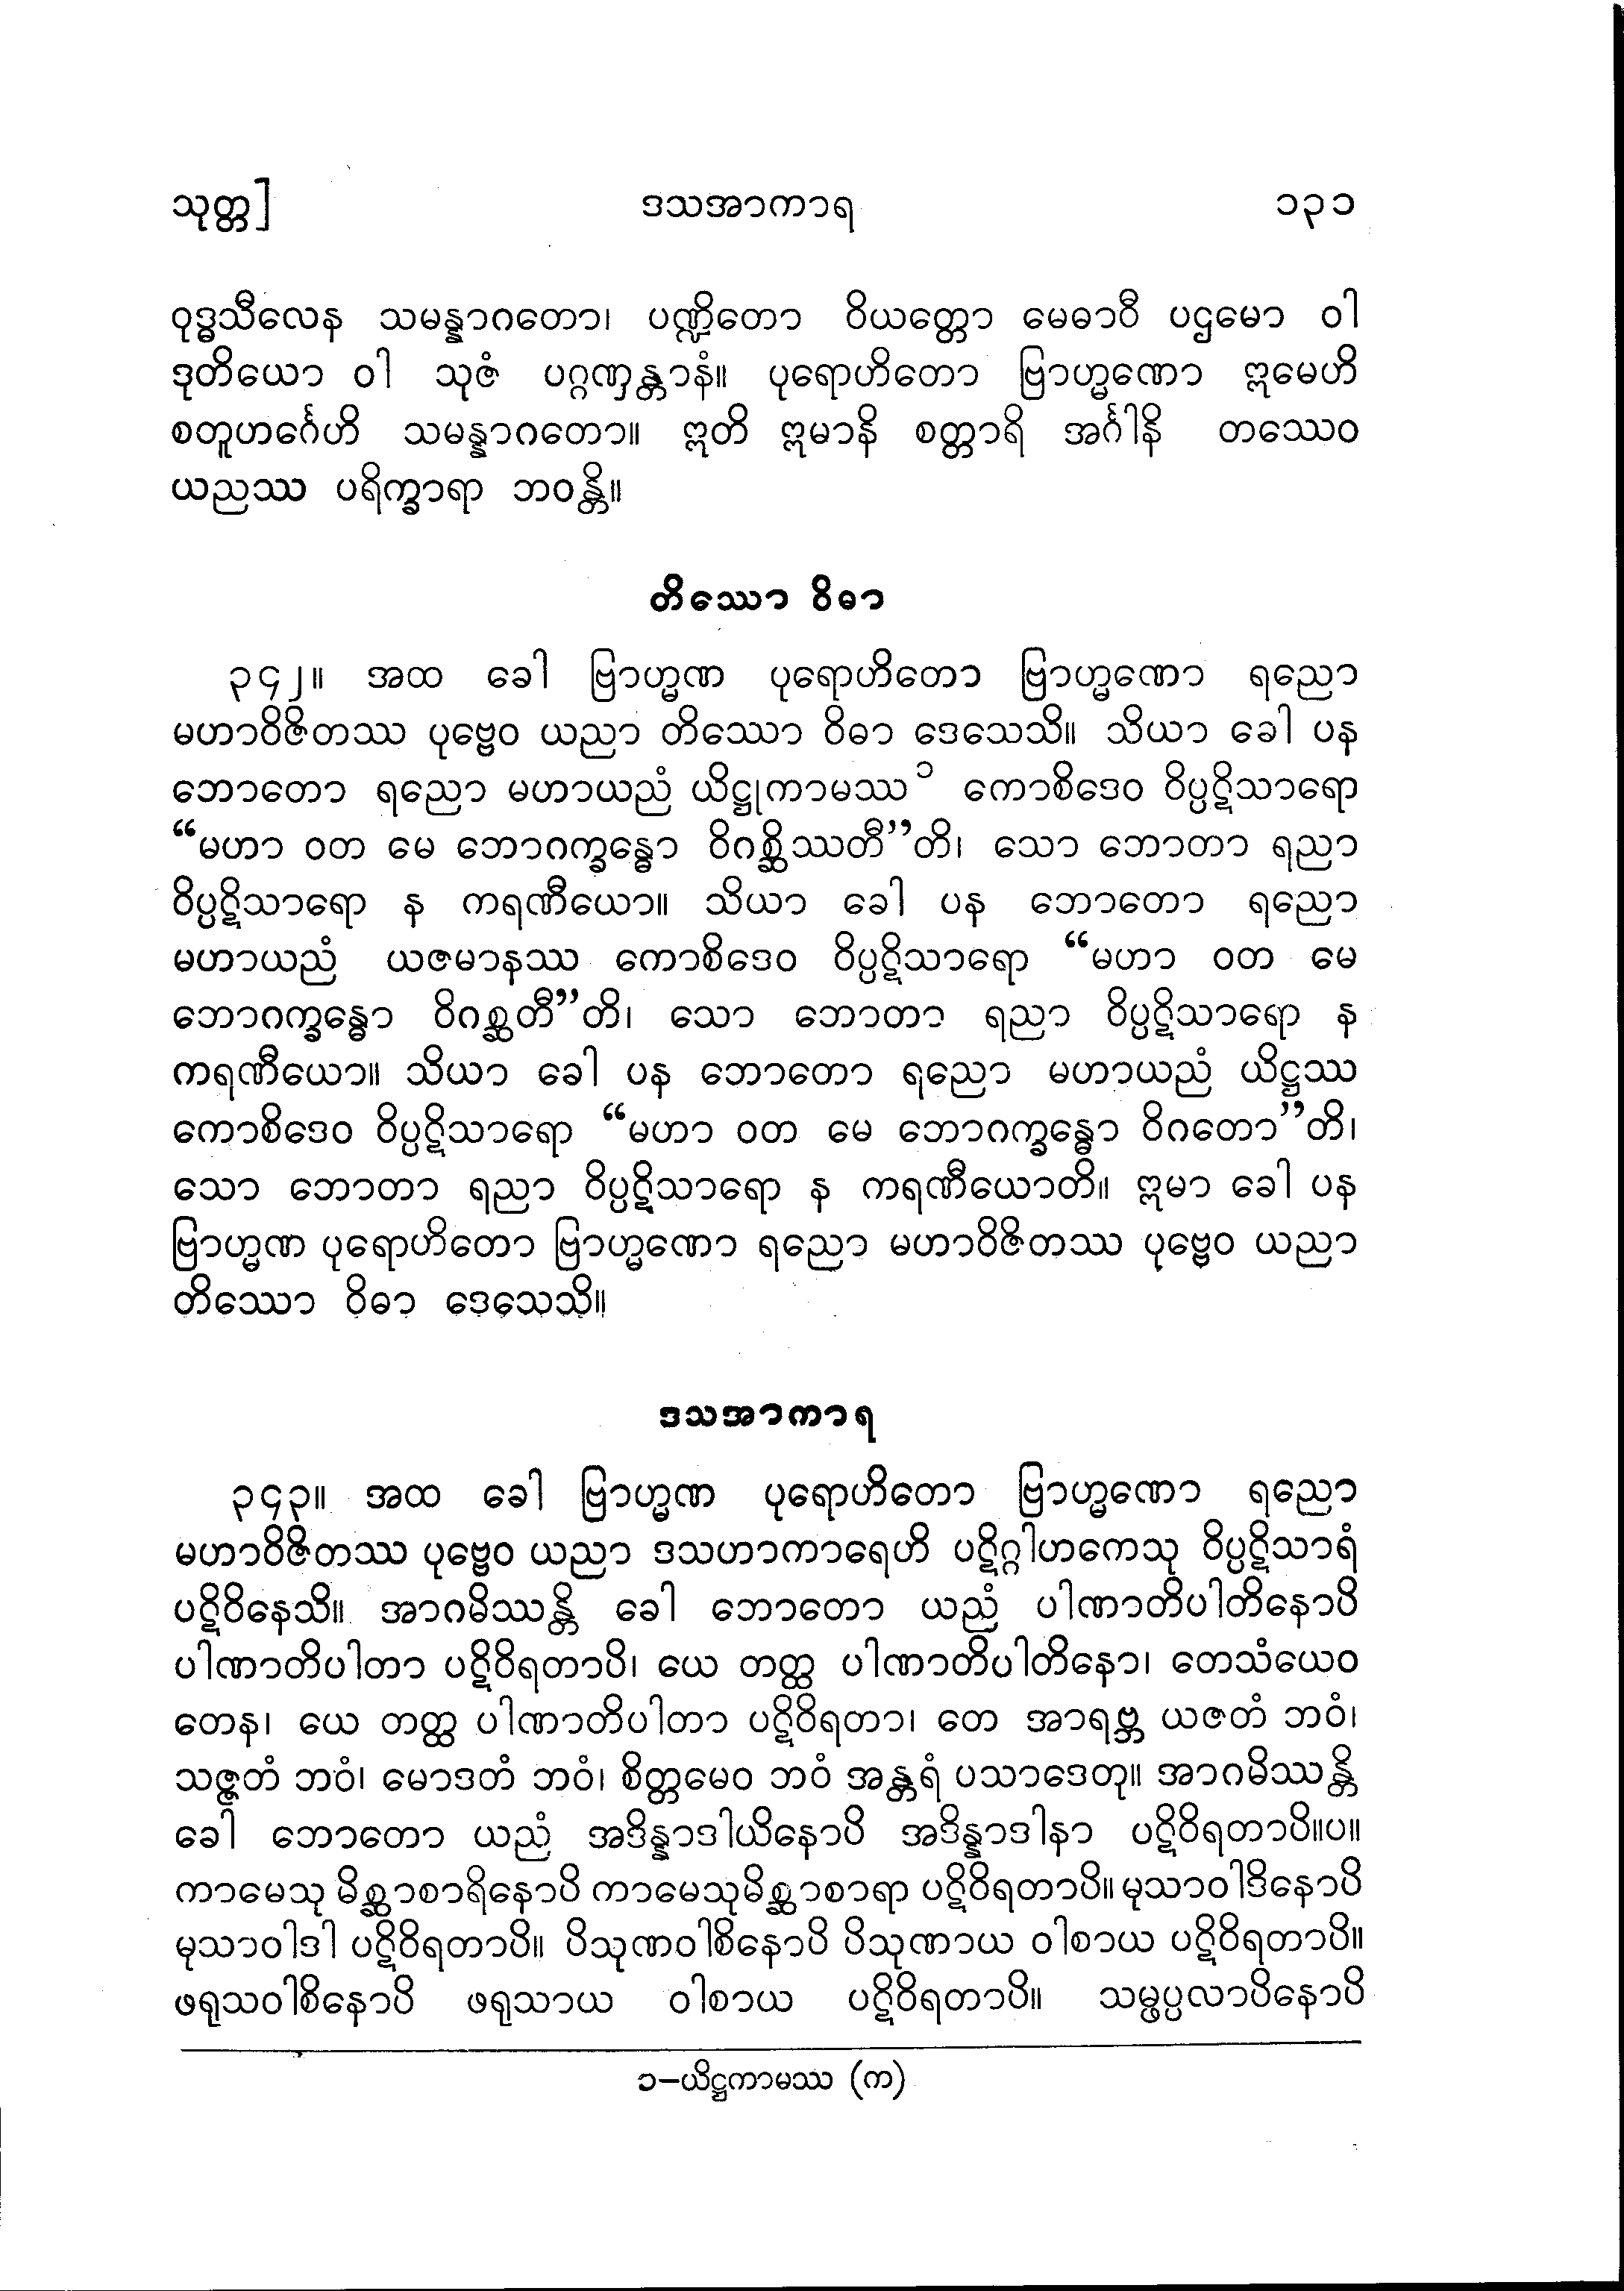 သုတ္တ] ဒသအာကာရ ၁၃၁
ဝုဒ္ဓသီလေန သမန္နာဂတော၊ ပဏ္ဍိတော ဝိယတ္တော မေဓာဝီ ပဌမော ဝါ
ဒုတိယော ဝါ သုဇံ ပဂ္ဂဏှန္တာနံ။ ပုရောဟိတော ဗြာဟ္မဏော ဣမေဟိ
စတူဟင်္ဂေဟိ သမန္နာဂတော။ ဣတိ ဣမာနိ စတ္တာရိ အင်္ဂါနိ တဿေဝ
ယညဿ ပရိက္ခာရာ ဘဝန္တိ။
တိဿော ဝိဓာ
၃၄၂။ အထ ခေါ ဗြာဟ္မဏ ပုရောဟိတော ဗြာဟ္မဏော ရညော
မဟာဝိဇိတဿ ပုဗ္ဗေဝ ယညာ တိဿော ဝိဓာ ဒေသေသိ။ သိယာ ခေါ ပန
ဘောတော ရညော မဟာယညံ ယိဋ္ဌုကာမဿ ၁ ကောစိဒေဝ ဝိပ္ပဋိသာရော
“မဟာ ဝတ မေ ဘောဂက္ခန္ဓော ဝိဂစ္ဆိဿတီ”တိ၊ သော ဘောတာ ရညာ
ဝိပ္ပဋိသာရော န ကရဏီယော။ သိယာ ခေါ ပန ဘောတော ရညော
မဟာယညံ ယဇမာနဿ ကောစိဒေဝ ဝိပ္ပဋိသာရော “မဟာ ဝတ မေ
ဘောဂက္ခန္ဓော ဝိဂစ္ဆတီ”တိ၊ သော ဘောတာ ရညာ ဝိပ္ပဋိသာရော န
ကရဏီယော။ သိယာ ခေါ ပန ဘောတော ရညော မဟာယညံ ယိဋ္ဌဿ
ကောစိဒေဝ ဝိပ္ပဋိသာရော “မဟာ ဝတ မေ ဘောဂက္ခန္ဓော ဝိဂတော”တိ၊
သော ဘောတာ ရညာ ဝိပ္ပဋိသာရော န ကရဏီယောတိ။ ဣမာ ခေါ ပန
ဗြာဟ္မဏ ပုရောဟိတော ဗြာဟ္မဏော ရညော မဟာဝိဇိတဿ ပုဗ္ဗေဝ ယညာ
တိဿော ဝိဓာ ဒေသေသိ။
ဒသအာကာရ
၃၄၃။ အထ ခေါ ဗြာဟ္မဏ ပုရောဟိတော ဗြာဟ္မဏော ရညော
မဟာဝိဇိတဿ ပုဗ္ဗေဝ ယညာ ဒသဟာကာရေဟိ ပဋိဂ္ဂါဟကေသု ဝိပ္ပဋိသာရံ
ပဋိဝိနေသိ။ အာဂမိဿန္တိ ခေါ ဘောတော ယညံ ပါဏာတိပါတိနောပိ
ပါဏာတိပါတာ ပဋိဝိရတာပိ၊ ယေ တတ္ထ ပါဏာတိပါတိနော၊ တေသံယေဝ
တေန၊ ယေ တတ္ထ ပါဏာတိပါတာ ပဋိဝိရတာ၊ တေ အာရဗ္ဘ ယဇတံ ဘဝံ၊
သဇ္ဇတံ ဘဝံ၊ မောဒတံ ဘဝံ၊ စိတ္တမေဝ ဘဝံ အန္တရံ ပသာဒေတု။ အာဂမိဿန္တိ
ခေါ ဘောတော ယညံ အဒိန္နာဒါယိနောပိ အဒိန္နာဒါနာ ပဋိဝိရတာပိ။ပ။
ကာမေသု မိစ္ဆာစာရိနောပိ ကာမေသုမိစ္ဆာစာရာ ပဋိဝိရတာပိ။ မုသာဝါဒိနောပိ
မုသာဝါဒါ ပဋိဝိရတာပိ။ ပိသုဏဝါစိနောပိ ပိသုဏာယ ဝါစာယ ပဋိဝိရတာပိ။
ဖရုသဝါစိနောပိ ဖရုသာယ ဝါစာယ ပဋိဝိရတာပိ။ သမ္ဖပ္ပလာပိနောပိ
၁–ယိဋ္ဌကာမဿ (က)